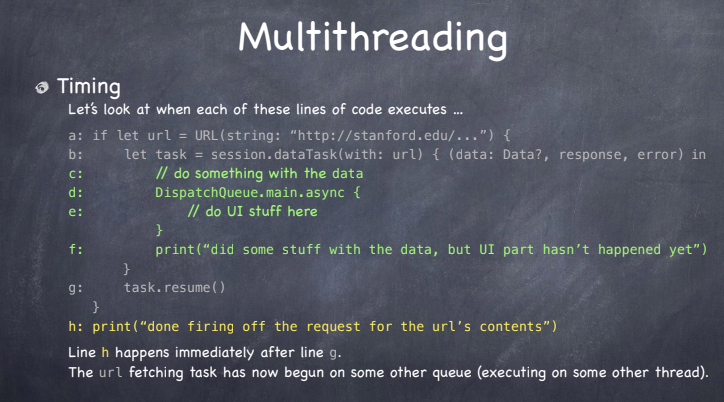 Multithreading
Timing
Let's look at when each of these lines of code executes ...
a: if let url = URL(string: “http://stanford.edu/...”) {
b: let task = session.dataTask(with: url) { (data: Data?, response, error) in
c: // do something with the data
d: DispatchQueue.main.async {
e: // do UI stuff here
}
f: print(“did some stuff with the data, but UI part hasn’t happened yet”)
}
g: task.resume()
}
h: print(“done firing off the request for the url's contents”)
Line h happens immediately after line g.
The url fetching task has now begun on some other queue (executing on some other thread).